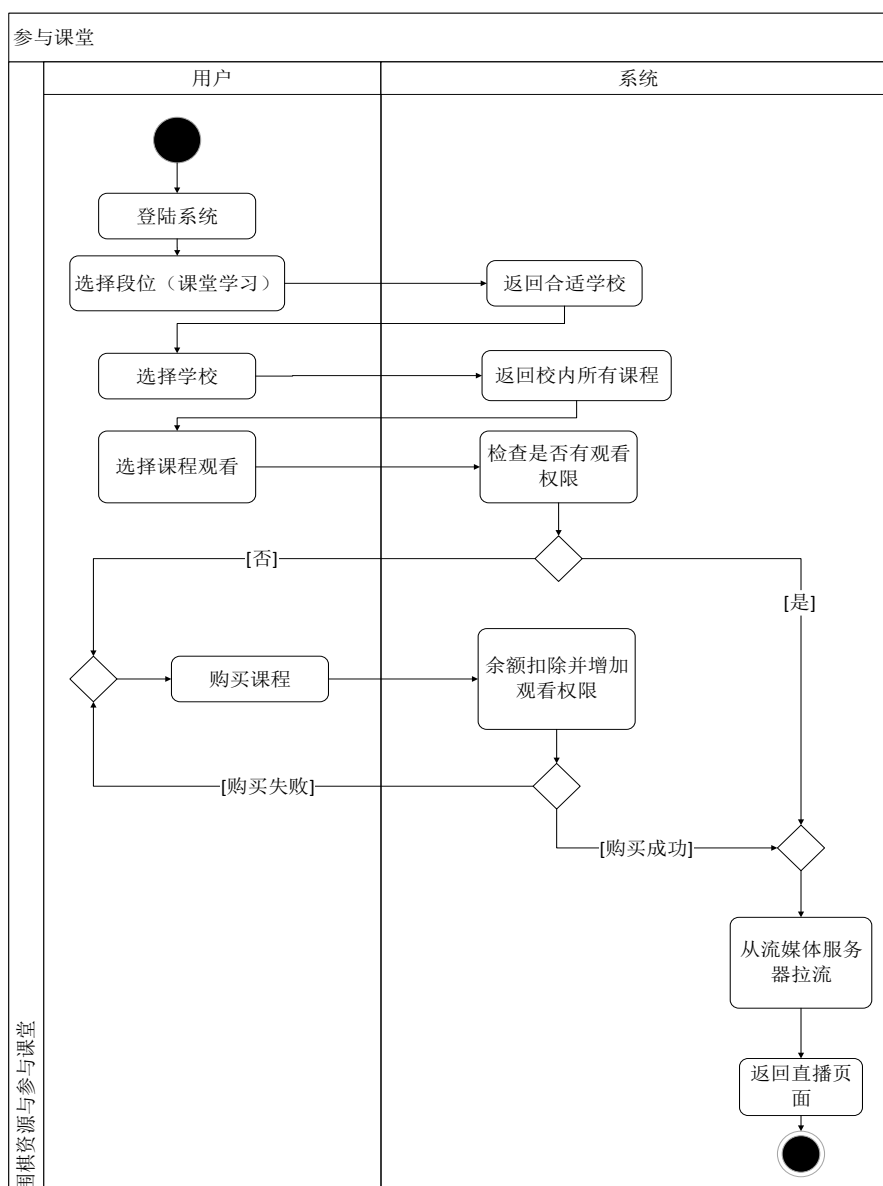 参与课堂
用户
系统
登陆系统
选择段位（课堂学习）
返回合适学校
选择学校
返回校内所有课程
选择课程观看
检查是否有观看
权限
[否]
[是]
购买课程
余额扣除并增加
观看权限
[购买失败]
[购买成功]
从流媒体服务
器拉流
返回直播页
面
围棋资源与参与课堂